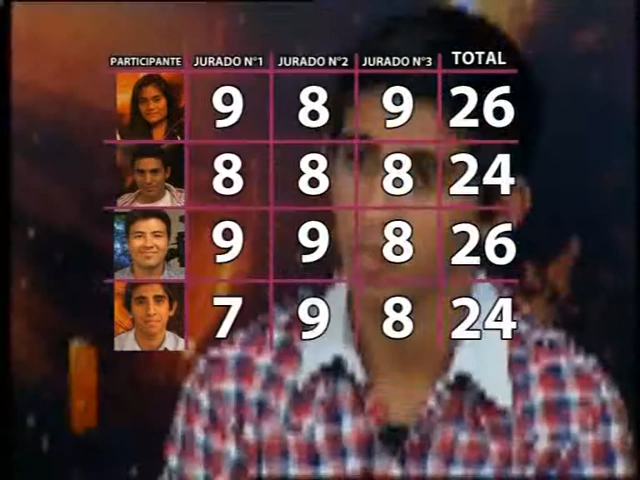 PARTICIPANTE JURADO N°1 JURADO N°2 JURADO N°3 TOTAL
9 8 9 26
8 8 8 24
9 9 8 26
7 9 8 24